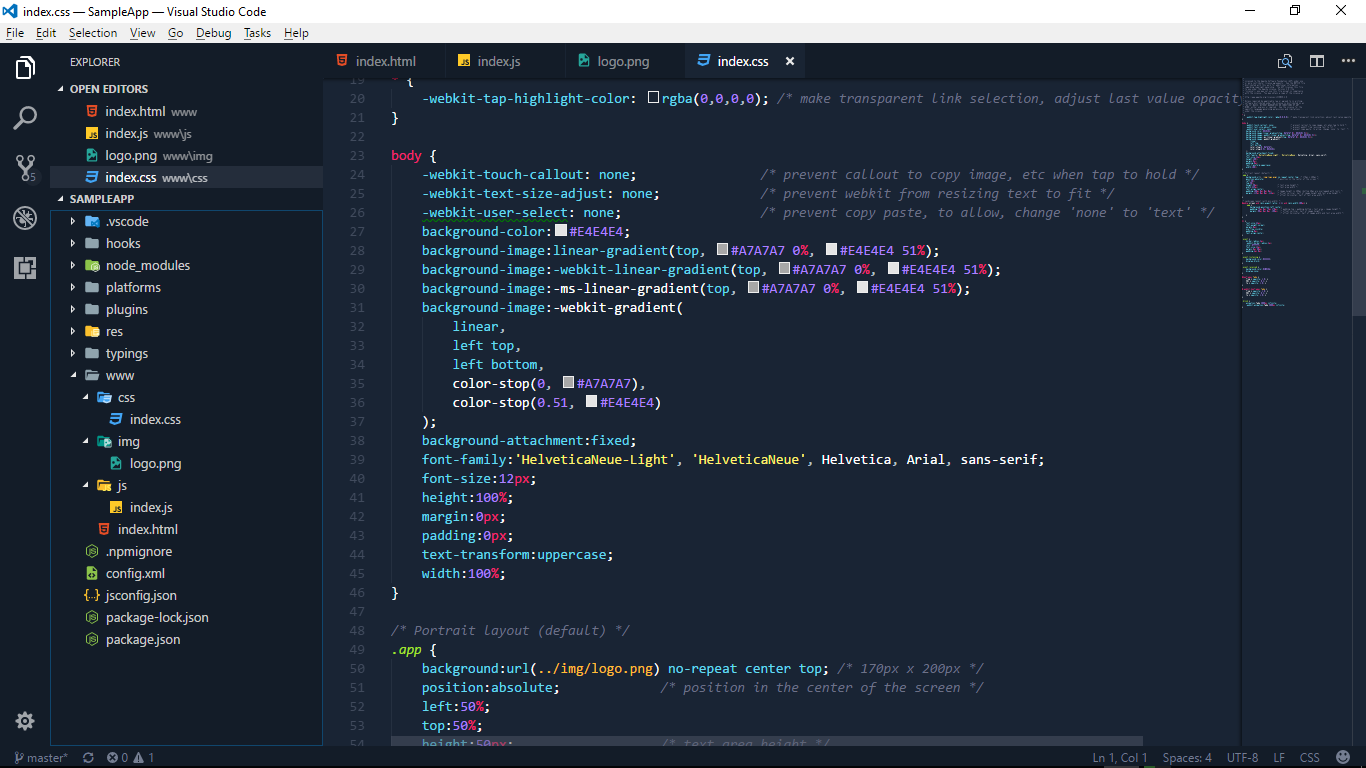 index.css — SampleApp — Visual Studio Code
File Edit Selection View Go Debug Tasks Help
EXPLORER
OPEN EDITORS
index.html www
index.js www\js
logo.png www\img
index.css www\css
5
SAMPLEAPP
.vscode
hooks
node_modules
platforms
plugins
res
typings
www
css
index.css
img
logo.png
js
index.js
index.html
.npmignore
config.xml
jsconfig.json
package-lock.json
package.json
index.html index.js logo.png index.css
19 * {
20 -webkit-tap-highlight-color: rgba(0,0,0,0); /* make transparent link selection, adjust last value opacity
21 }
22
23 body {
24 -webkit-touch-callout: none; /* prevent callout to copy image, etc when tap to hold */
25 -webkit-text-size-adjust: none; /* prevent webkit from resizing text to fit */
26 -webkit-user-select: none; /* prevent copy paste, to allow, change 'none' to 'text' */
27 background-color:#E4E4E4;
28 background-image:linear-gradient(top, #A7A7A7 0%, #E4E4E4 51%);
29 background-image:-webkit-linear-gradient(top, #A7A7A7 0%, #E4E4E4 51%);
30 background-image:-ms-linear-gradient(top, #A7A7A7 0%, #E4E4E4 51%);
31 background-image:-webkit-gradient(
32 linear,
33 left top,
34 left bottom,
35 color-stop(0, #A7A7A7),
36 color-stop(0.51, #E4E4E4)
37 );
38 background-attachment:fixed;
39 font-family:'HelveticaNeue-Light', 'HelveticaNeue', Helvetica, Arial, sans-serif;
40 font-size:12px;
41 height:100%;
42 margin:0px;
43 padding:0px;
44 text-transform:uppercase;
45 width:100%;
46 }
47
48 /* Portrait layout (default) */
49 .app {
50 background:url(../img/logo.png) no-repeat center top; /* 170px x 200px */
51 position:absolute; /* position in the center of the screen */
52 left:50%;
53 top:50%;
54 height:50px; /* text area height */
master* 0 1 Ln 1, Col 1 Spaces: 4 UTF-8 LF CSS